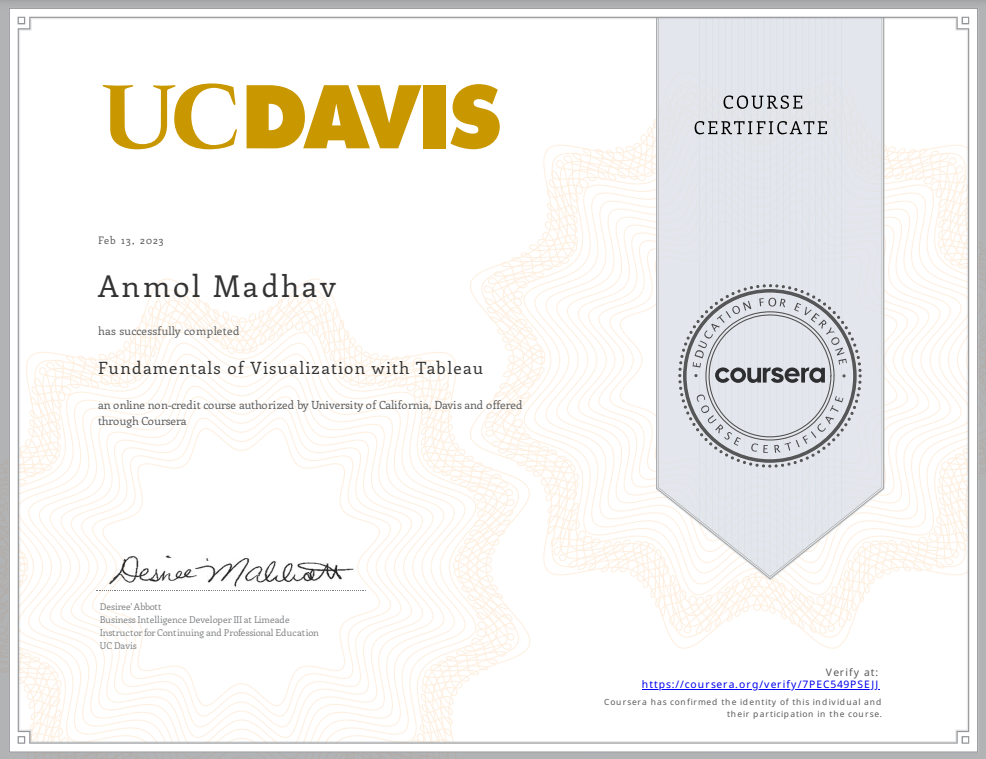 UCDAVIS
COURSE
CERTIFICATE
Feb 13, 2023
Anmol Madhav
has successfully completed
Fundamentals of Visualization with Tableau
an online non-credit course authorized by University of California, Davis and offered
through Coursera
EDUCATION FOR EVERYONE
coursera
COURSE CERTIFICATE
Desiree Abbott
Desiree' Abbott
Business Intelligence Developer III at Limeade
Instructor for Continuing and Professional Education
UC Davis
Verify at:
https://coursera.org/verify/7PEC549PSEJJ
Coursera has confirmed the identity of this individual and
their participation in the course.